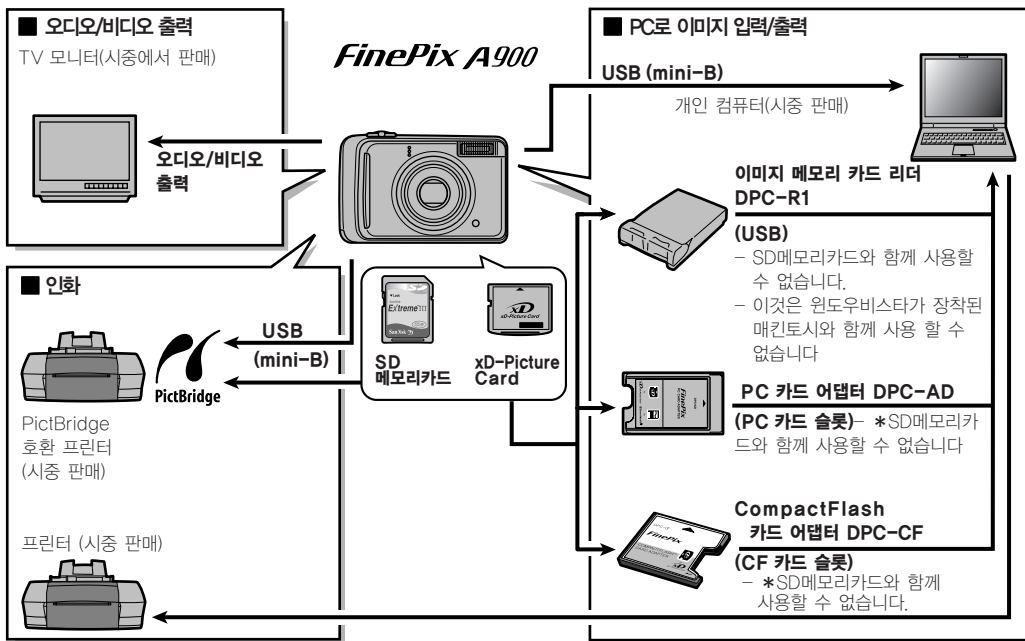 ■ 오디오/비디오 출력
TV 모니터(시중에서 판매)
오디오/비디오
출력
FinePix A900
■ PC로 이미지 입력/출력
USB (mini-B)
개인 컴퓨터(시중 판매)
이미지 메모리 카드 리더
DPC-R1
(USB)
- SD메모리카드와 함께 사용할
수 없습니다.
- 이것은 윈도우비스타가 장착된
매킨토시와 함께 사용 할 수
없습니다
■ 인화
USB
(mini-B)
PictBridge
PictBridge
호환 프린터
(시중 판매)
Extreme III
SanDisk
SD
메모리카드
xD
xD-Picture Card
xD-Picture
Card
FinePix
PC 카드 어댑터 DPC-AD
(PC 카드 슬롯)- *SD메모리카
드와 함께 사용할 수 없습니다
FinePix
CompactFlash
카드 어댑터 DPC-CF
(CF 카드 슬롯)
- *SD메모리카드와 함께
사용할 수 없습니다.
프린터 (시중 판매)